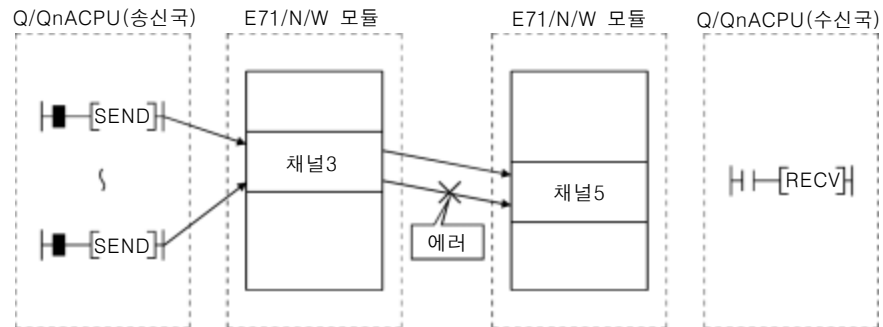 Q/QnACPU(송신국)
E71/N/W 모듈
E71/N/W 모듈
Q/QnACPU(수신국)
SEND
채널3
채널5
RECV
에러
SEND